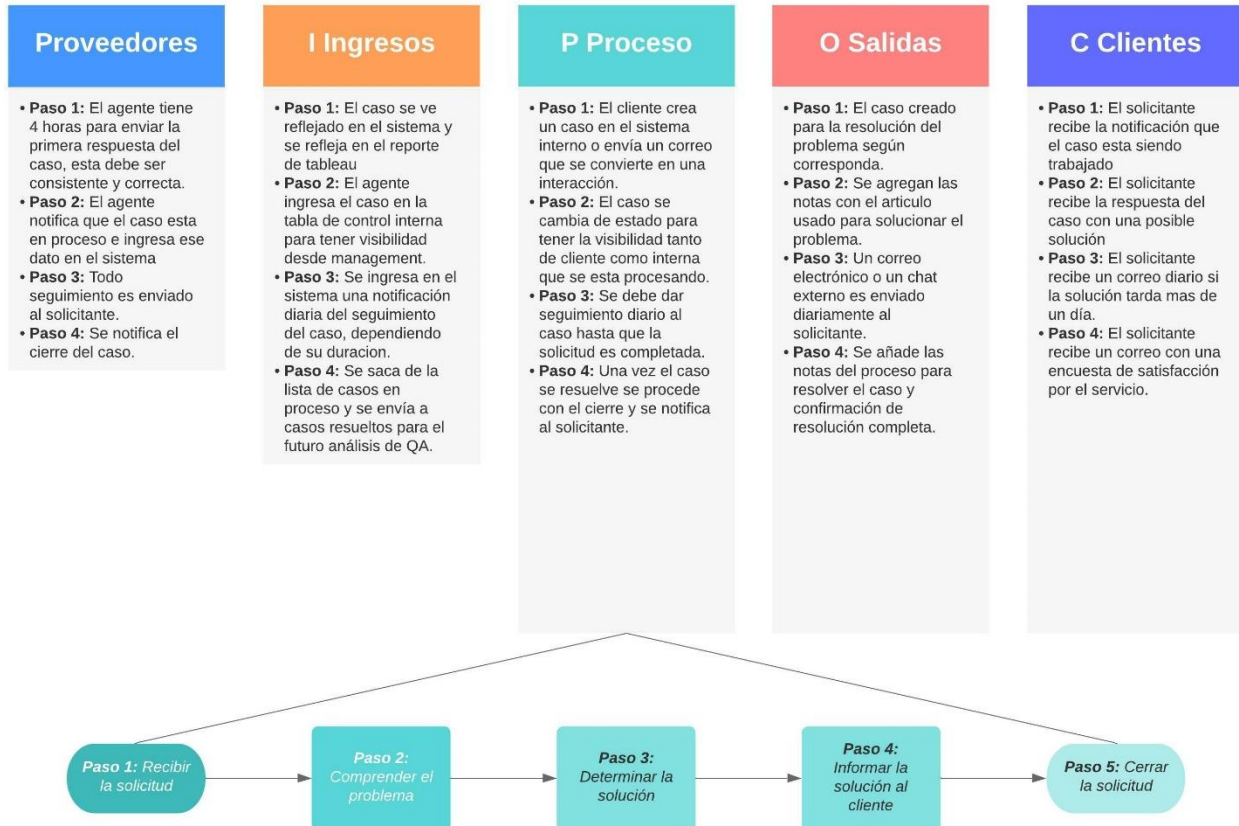 Proveedores
• Paso 1: El agente tiene
4 horas para enviar la
primera respuesta del
caso, esta debe ser
consistente y correcta.
• Paso 2: El agente
notifica que el caso esta
en proceso e ingresa ese
dato en el sistema
• Paso 3: Todo
seguimiento es enviado
al solicitante.
• Paso 4: Se notifica el
cierre del caso.
I Ingresos
• Paso 1: El caso se ve
reflejado en el sistema y
se refleja en el reporte
de tableau
• Paso 2: El agente
ingresa el caso en la
tabla de control interna
para tener visibilidad
desde management.
• Paso 3: Se ingresa en el
sistema una notificación
diaria del seguimiento
del caso, dependiendo
de su duracion.
• Paso 4: Se saca de la
lista de casos en
proceso y se envía a
casos resueltos para el
futuro análisis de QA.
P Proceso
• Paso 1: El cliente crea
un caso en el sistema
interno o envía un correo
que se convierte en una
interacción.
• Paso 2: El caso se
cambia de estado para
tener la visibilidad tanto
de cliente como interna
que se esta procesando.
• Paso 3: Se debe dar
seguimiento diario al
caso hasta que la
solicitud es completada.
• Paso 4: Una vez el caso
se resuelve se procede
con el cierre y se notifica
al solicitante.
O Salidas
• Paso 1: El caso creado
para la resolución del
problema según
corresponda.
• Paso 2: Se agregan las
notas con el articulo
usado para solucionar el
problema.
• Paso 3: Un correo
electrónico o un chat
externo es enviado
diariamente al
solicitante.
• Paso 4: Se añade las
notas del proceso para
resolver el caso y
confirmación de
resolución completa.
C Clientes
• Paso 1: El solicitante
recibe la notificación que
el caso esta siendo
trabajado
• Paso 2: El solicitante
recibe la respuesta del
caso con una posible
solución
• Paso 3: El solicitante
recibe un correo diario si
la solución tarda mas de
un día.
• Paso 4: El solicitante
recibe un correo con una
encuesta de satisfacción
por el servicio.
Paso 1: Recibir
la solicitud
Paso 2:
Comprender el
problema
Paso 3:
Determinar la
solución
Paso 4:
Informar la
solución al
cliente
Paso 5: Cerrar
la solicitud